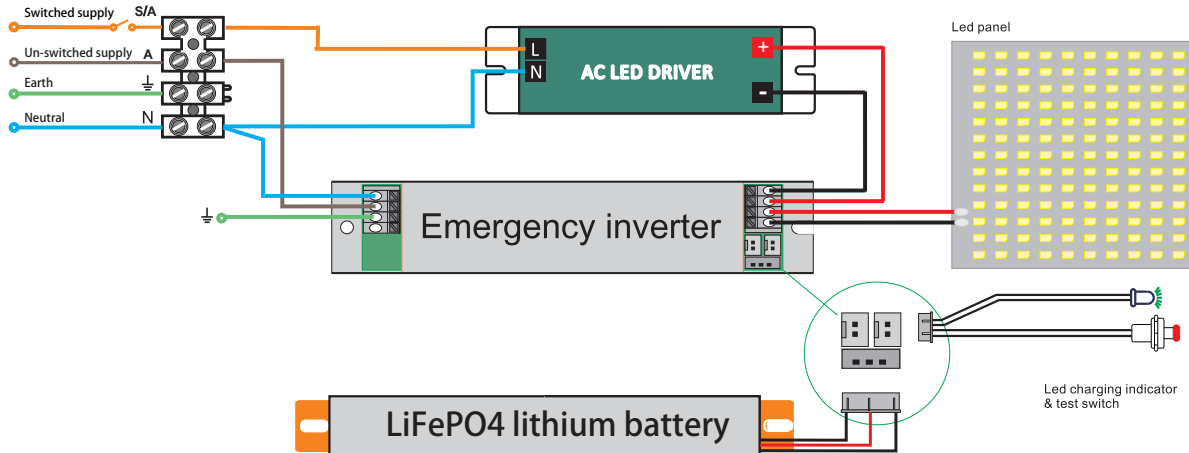 Switched supply S/A
Un-switched supply A
Earth
Neutral N
L
N
AC LED DRIVER
+
-
Led panel
Emergency inverter
Led charging indicator
& test switch
LiFePO4 lithium battery